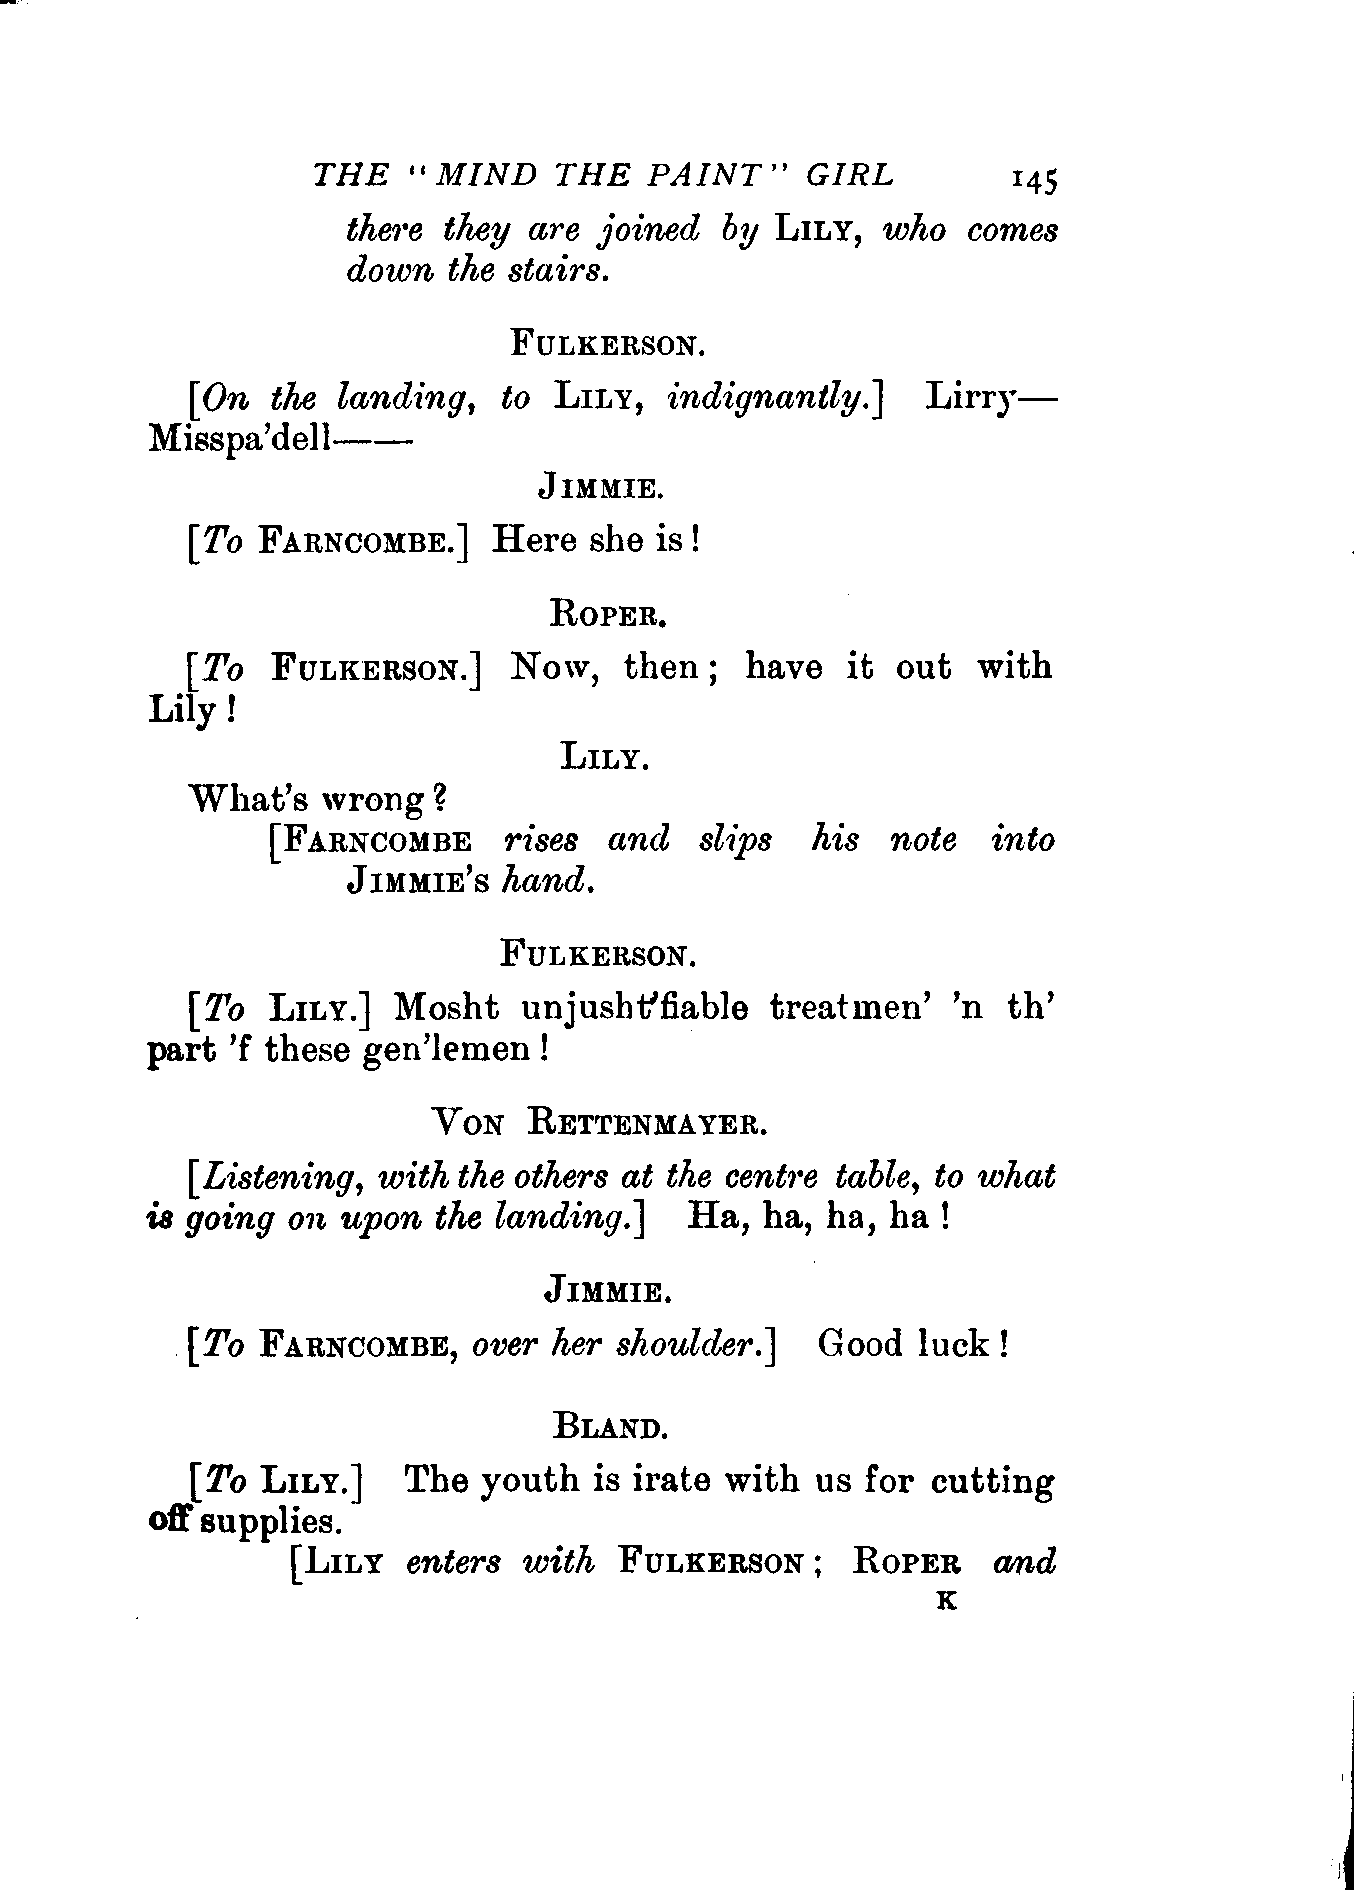 THE "MIND THE PAINT" GIRL 145
there they are joined by LILY, who comes
down the stairs.
FULKERSON.
[On the landing, to LILY, indignantly.] Lirry—
Misspa'dell——
JIMMIE.
[To FARNCOMBE.] Here she is!
ROPER.
[To FULKERSON.] Now, then; have it out with
Lily!
LILY.
What's wrong?
[FARNCOMBE rises and slips his note into
JIMMIE'S hand.
FULKERSON.
[To LILY.] Mosht unjusht'fiable treatmen' 'n th'
part 'f these gen'lemen!
VON RETTENMAYER.
[Listening, with the others at the centre table, to what
is going on upon the landing.] Ha, ha, ha, ha!
JIMMIE.
[To FARNCOMBE, over her shoulder.] Good luck!
BLAND.
[To LILY.] The youth is irate with us for cutting
off supplies.
[LILY enters with FULKERSON; ROPER and
K